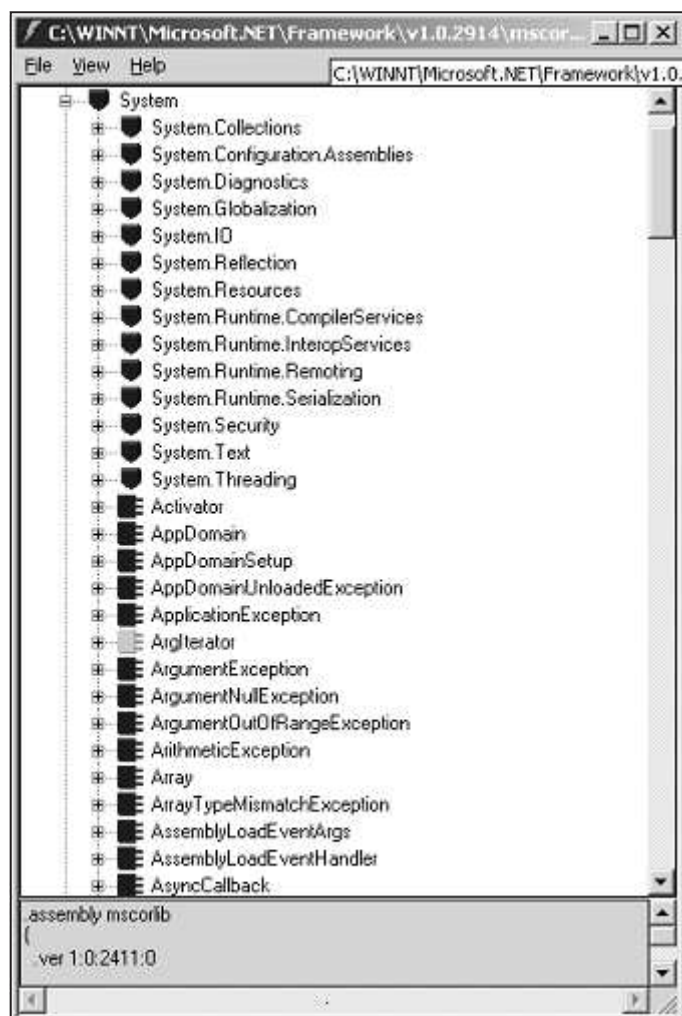 C:\WINNT\Microsoft.NET\Framework\v1.0.2914\mscor...
File View Help
C:\WINNT\Microsoft.NET\Framework\v1.0.
System
System.Collections
System.Configuration.Assemblies
System.Diagnostics
System.Globalization
System.IO
System.Reflection
System.Resources
System.Runtime.CompilerServices
System.Runtime.InteropServices
System.Runtime.Remoting
System.Runtime.Serialization
System.Security
System.Text
System.Threading
Activator
AppDomain
AppDomainSetup
AppDomainUnloadedException
ApplicationException
ArgIterator
ArgumentException
ArgumentNullException
ArgumentOutOfRangeException
ArithmeticException
Array
ArrayTypeMismatchException
AssemblyLoadEventArgs
AssemblyLoadEventHandler
AsyncCallback
.assembly mscorlib
{
.ver 1:0:2411:0